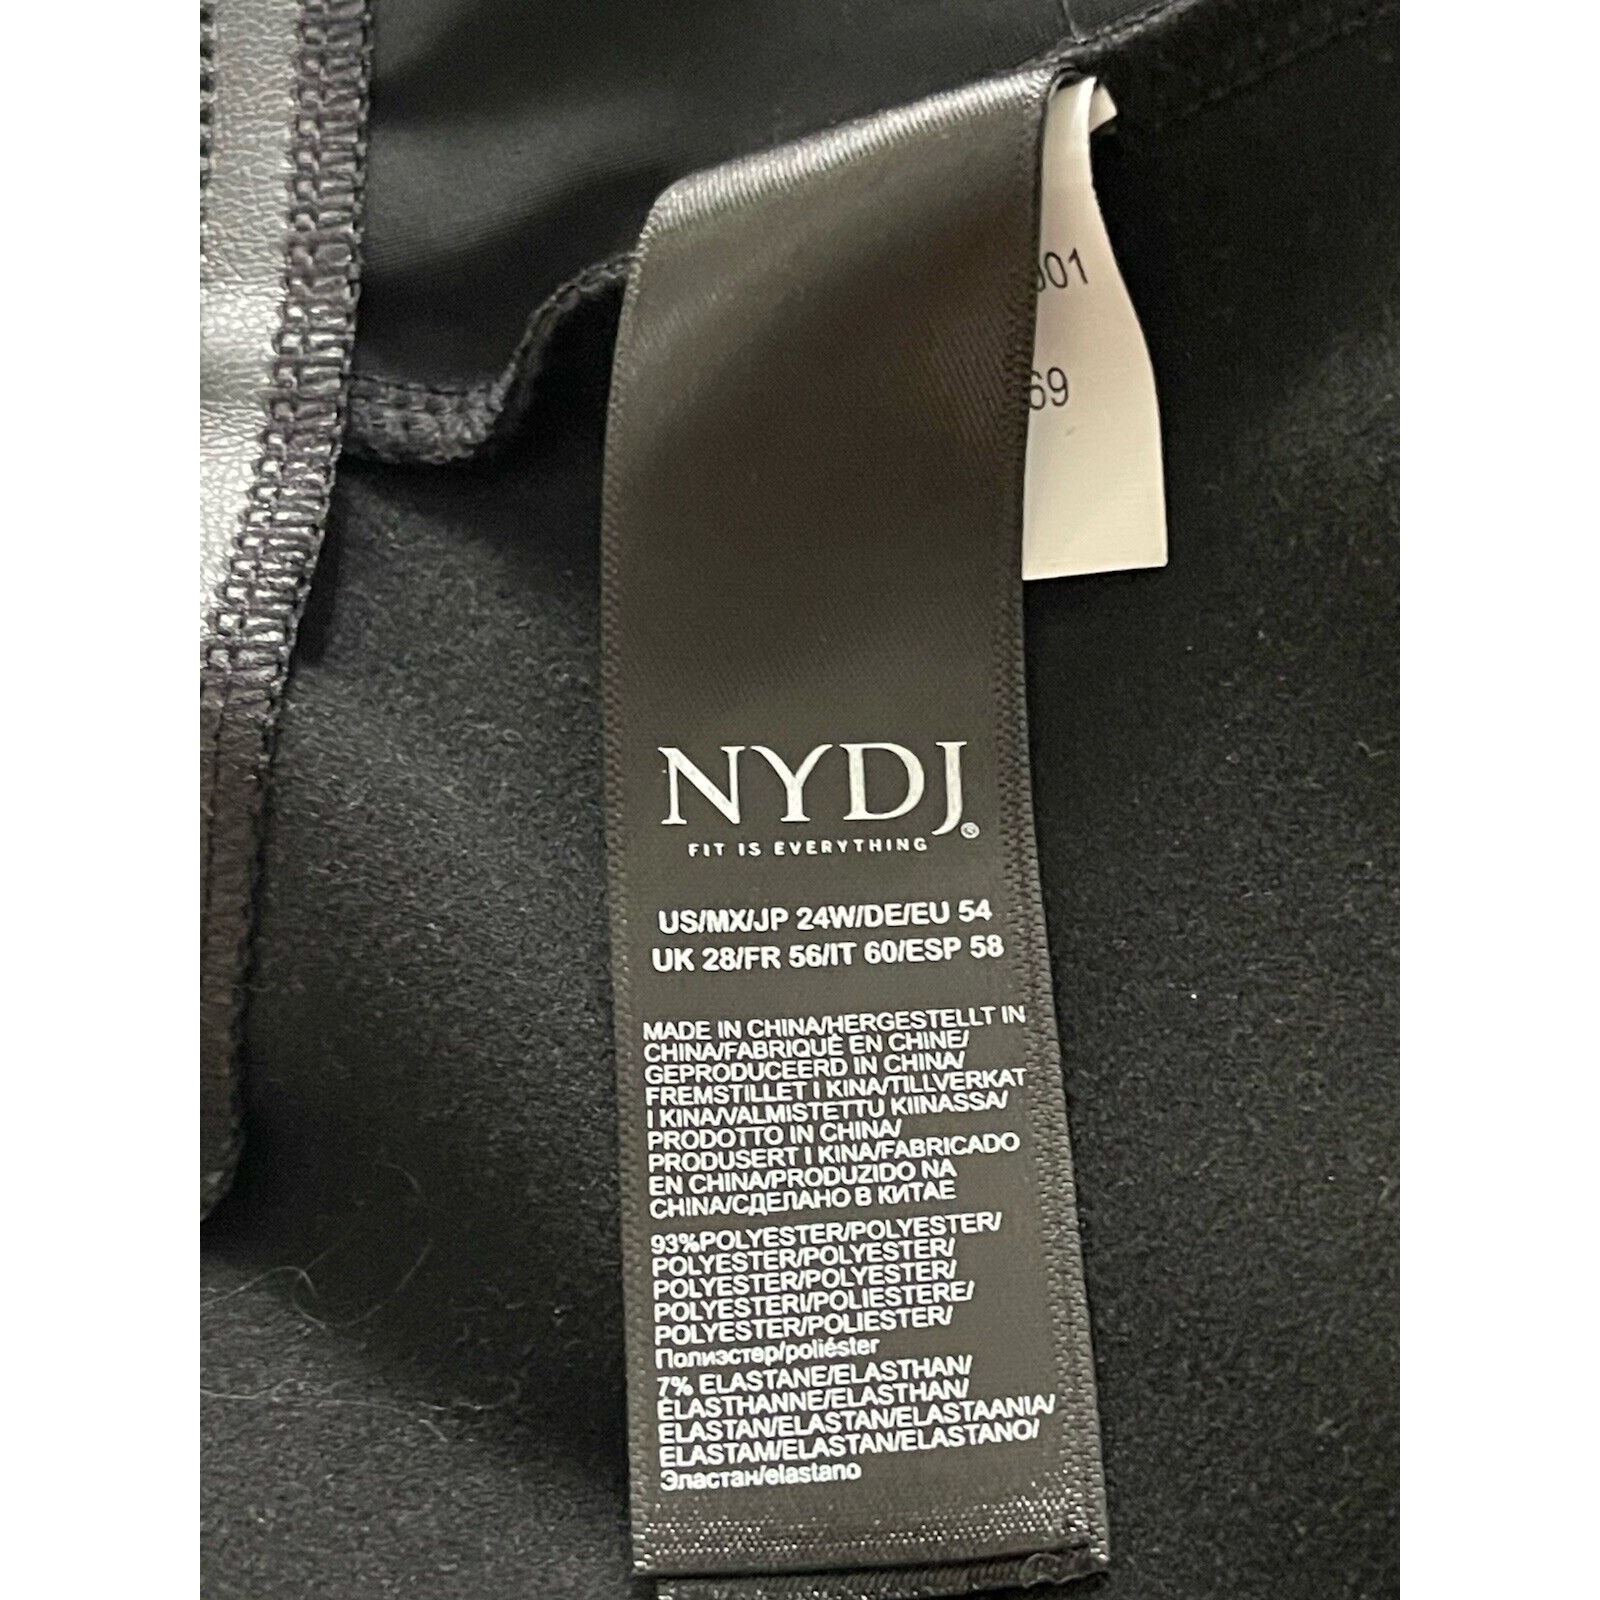 01
69
NYDJ®
FIT IS EVERYTHING
US/MX/JP 24W/DE/EU 54
UK 28/FR 56/IT 60/ESP 58
MADE IN CHINA/HERGESTELLT IN
CHINA/FABRIQUÉ EN CHINE/
GEPRODUCEERD IN CHINA/
FREMSTILLET I KINA/TILLVERKAT
I KINA/VALMISTETTU KIINASSA/
PRODOTTO IN CHINA/
PRODUSERT I KINA/FABRICADO
EN CHINA/PRODUZIDO NA
CHINA/СДЕЛАНО В КИТАЕ
93%POLYESTER/POLYESTER/
POLYESTER/POLYESTER/
POLYESTER/POLYESTER/
POLYESTERI/POLIESTERE/
POLYESTER/POLIESTER/
Полиэстер/poliéster
7% ELASTANE/ELASTHAN/
ÉLASTHANNE/ELASTHAN/
ELASTAN/ELASTAN/ELASTAANIA/
ELASTAM/ELASTAN/ELASTANO/
Эластан/elastano